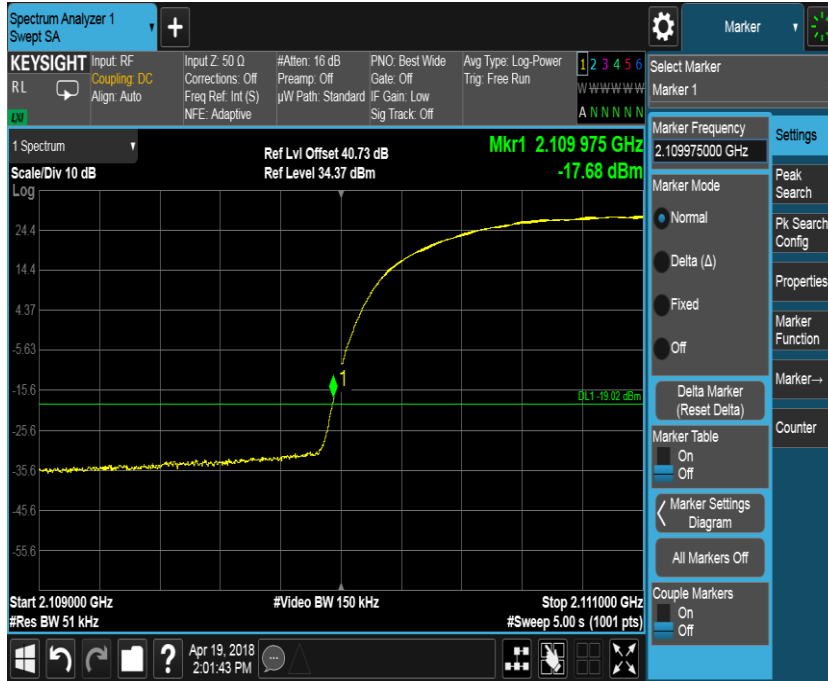 Spectrum Analyzer 1
Swept SA
+
Marker
KEYSIGHT
RL
LXI
Input: RF
Coupling: DC
Align: Auto
Input Z: 50 Ω
Corrections: Off
Freq Ref: Int (S)
NFE: Adaptive
#Atten: 16 dB
Preamp: Off
µW Path: Standard
PNO: Best Wide
Gate: Off
IF Gain: Low
Sig Track: Off
Avg Type: Log-Power
Trig: Free Run
1 2 3 4 5 6
W W W W W W
A N N N N N
Select Marker
Marker 1
1 Spectrum
Scale/Div 10 dB
Log
Ref Lvl Offset 40.73 dB
Ref Level 34.37 dBm
Mkr1 2.109 975 GHz
-17.68 dBm
24.4
14.4
4.37
-5.63
-15.6
-25.6
-35.6
-45.6
-55.6
1
DL1 -19.02 dBm
Start 2.109000 GHz
#Res BW 51 kHz
#Video BW 150 kHz
Stop 2.111000 GHz
#Sweep 5.00 s (1001 pts)
Marker Frequency
2.109975000 GHz
Marker Mode
Normal
Delta (Δ)
Fixed
Off
Delta Marker
(Reset Delta)
Marker Table
On
Off
Marker Settings
Diagram
All Markers Off
Couple Markers
On
Off
Settings
Peak
Search
Pk Search
Config
Properties
Marker
Function
Marker→
Counter
?
Apr 19, 2018
2:01:43 PM